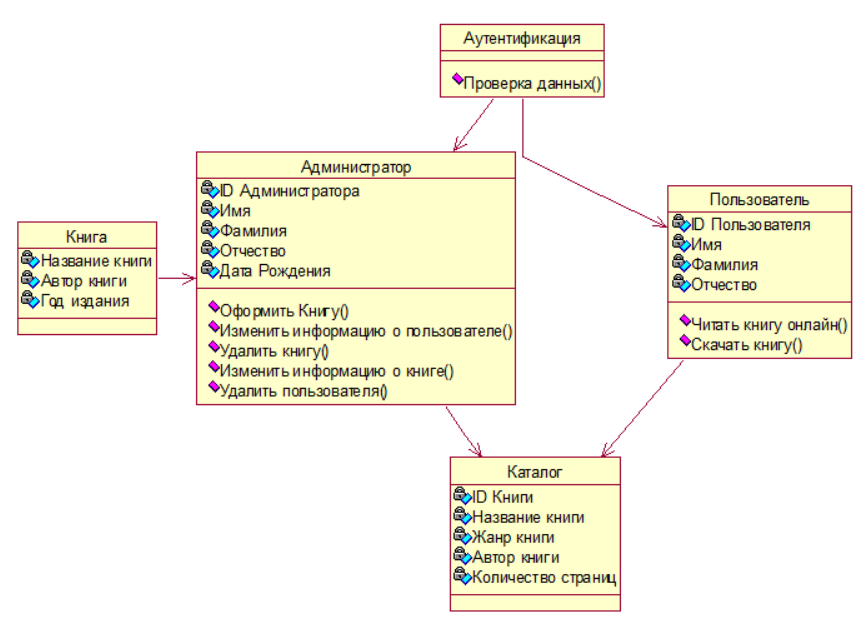 Аутентификация
Проверка данных()
Администратор
ID Администратора
Имя
Фамилия
Отчество
Дата Рождения
Оформить Книгу()
Изменить информацию о пользователе()
Удалить книгу()
Изменить информацию о книге()
Удалить пользователя()
Пользователь
ID Пользователя
Имя
Фамилия
Отчество
Читать книгу онлайн()
Скачать книгу()
Книга
Название книги
Автор книги
Год издания
Каталог
ID Книги
Название книги
Жанр книги
Автор книги
Количество страниц